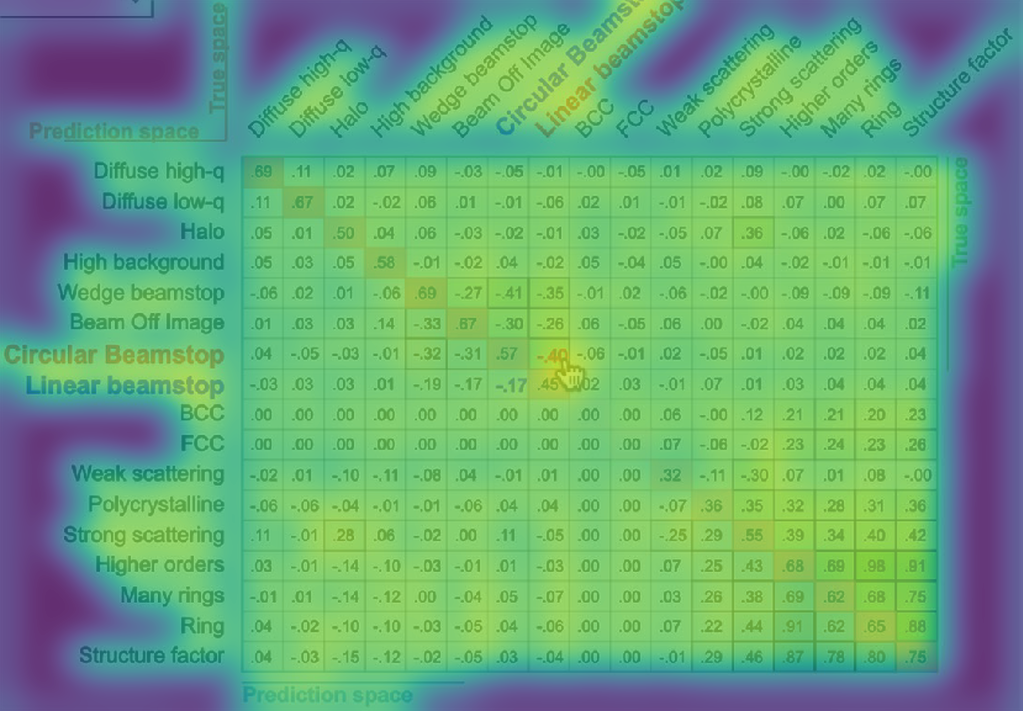 True space
Prediction space
Diffuse high-q
Diffuse low-q
Halo
High background
Wedge beamstop
Beam Off Image
Circular Beamst
Linear beamstop
BCC
FCC
Weak scattering
Polycrystalline
Strong scattering
Higher orders
Many rings
Ring
Structure factor
Diffuse high-q .69 .11 .02 .07 .09 -.03 -.05 -.01 -.00 -.05 .01 .02 .09 -.00 -.02 .02 -.00
Diffuse low-q .11 .67 .02 -.02 .06 .01 -.01 -.06 .02 .01 -.01 -.02 .08 .07 .00 .07 .07
Halo .05 .01 .50 .04 .06 -.03 -.02 -.01 .03 -.02 -.05 .07 .36 -.06 .02 -.06 -.06
High background .05 .03 .05 .58 -.01 -.02 .04 -.02 .05 -.04 .05 -.00 .04 -.02 -.01 -.01 -.01
Wedge beamstop -.06 .02 .01 -.06 .69 -.27 -.41 -.35 -.01 .02 -.06 -.02 -.00 -.09 -.09 -.09 -.11
Beam Off Image .01 .03 .03 .14 -.33 .67 -.30 -.26 .06 -.05 .06 .00 -.02 .04 .04 .04 .02
Circular Beamstop .04 -.05 -.03 -.01 -.32 -.31 .57 -.40 -.06 -.01 .02 -.05 .01 .02 .02 .02 .04
Linear beamstop -.03 .03 .03 .01 -.19 -.17 -.17 .45 .02 .03 -.01 .07 .01 .03 .04 .04 .04
BCC .00 .00 .00 .00 .00 .00 .00 .00 .00 .00 .06 -.00 .12 .21 .21 .20 .23
FCC .00 .00 .00 .00 .00 .00 .00 .00 .00 .00 .07 -.06 -.02 .23 .24 .23 .26
Weak scattering -.02 .01 -.10 -.11 -.08 .04 -.01 .01 .00 .00 .32 -.11 -.30 .07 .01 .08 -.00
Polycrystalline -.06 -.06 -.04 -.01 -.01 -.06 .04 .04 .00 .00 -.07 .36 .35 .32 .28 .31 .36
Strong scattering .11 -.01 .28 .06 -.02 .00 .11 -.05 .00 .00 -.25 .29 .55 .39 .34 .40 .42
Higher orders .03 -.01 -.14 -.10 -.03 -.01 .01 -.03 .00 .00 .07 .25 .43 .68 .69 .98 .91
Many rings -.01 .01 -.14 -.12 .00 -.04 .05 -.07 .00 .00 .03 .26 .38 .69 .62 .68 .75
Ring .04 -.02 -.10 -.10 -.03 -.05 .04 -.06 .00 .00 .07 .22 .44 .91 .62 .65 .88
Structure factor .04 -.03 -.15 -.12 -.02 -.05 .03 -.04 .00 .00 -.01 .29 .46 .87 .78 .80 .75
True space
Prediction space